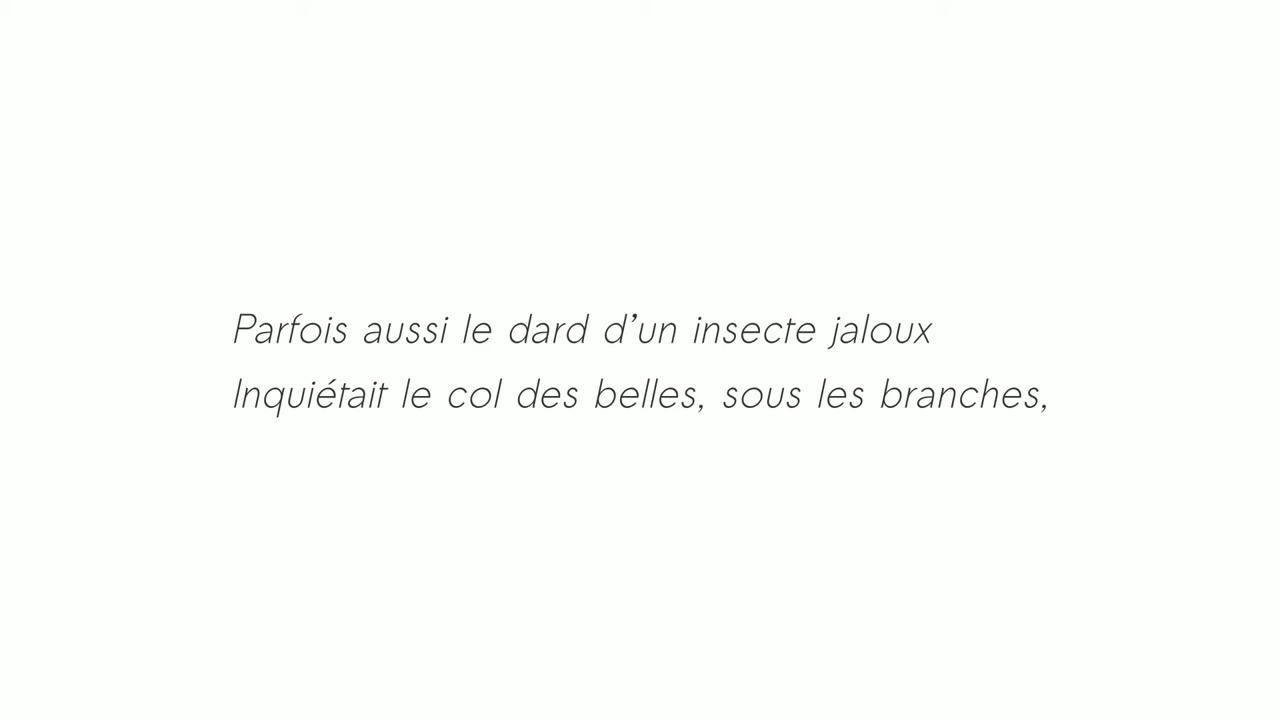 Parfois aussi le dard d’un insecte jaloux
Inquiétait le col des belles, sous les branches,